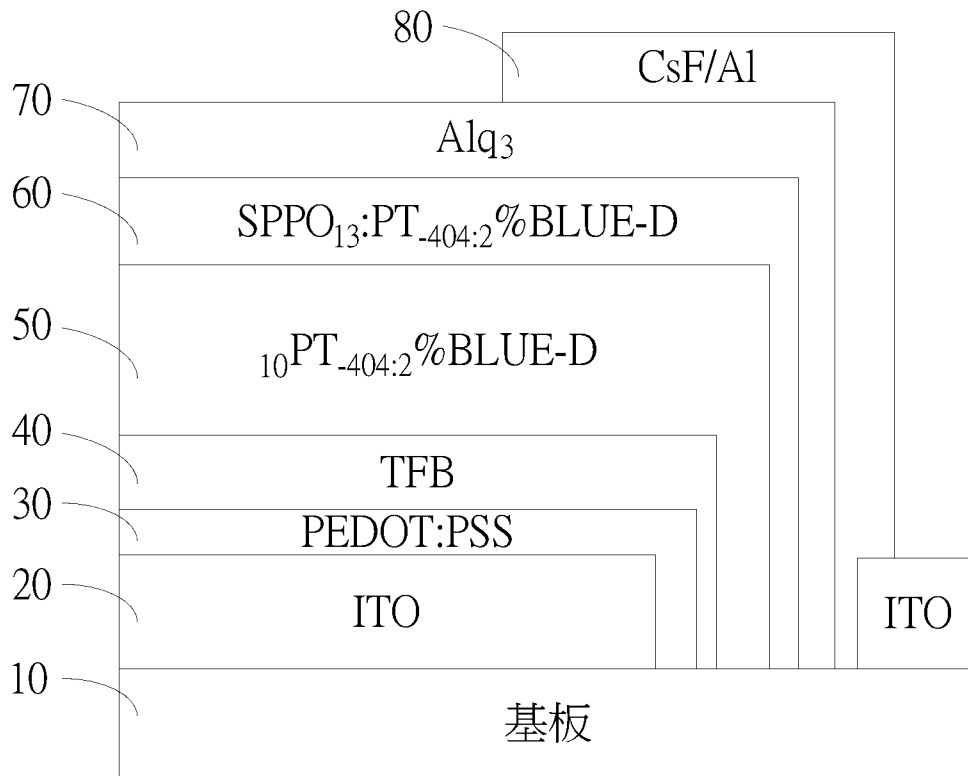 80
CsF/Al
70
Alq₃
60
SPPO₁₃:PT₋₄₀₄:₂%BLUE-D
50
₁₀PT₋₄₀₄:₂%BLUE-D
40
TFB
30
PEDOT:PSS
20
ITO
ITO
10
基板